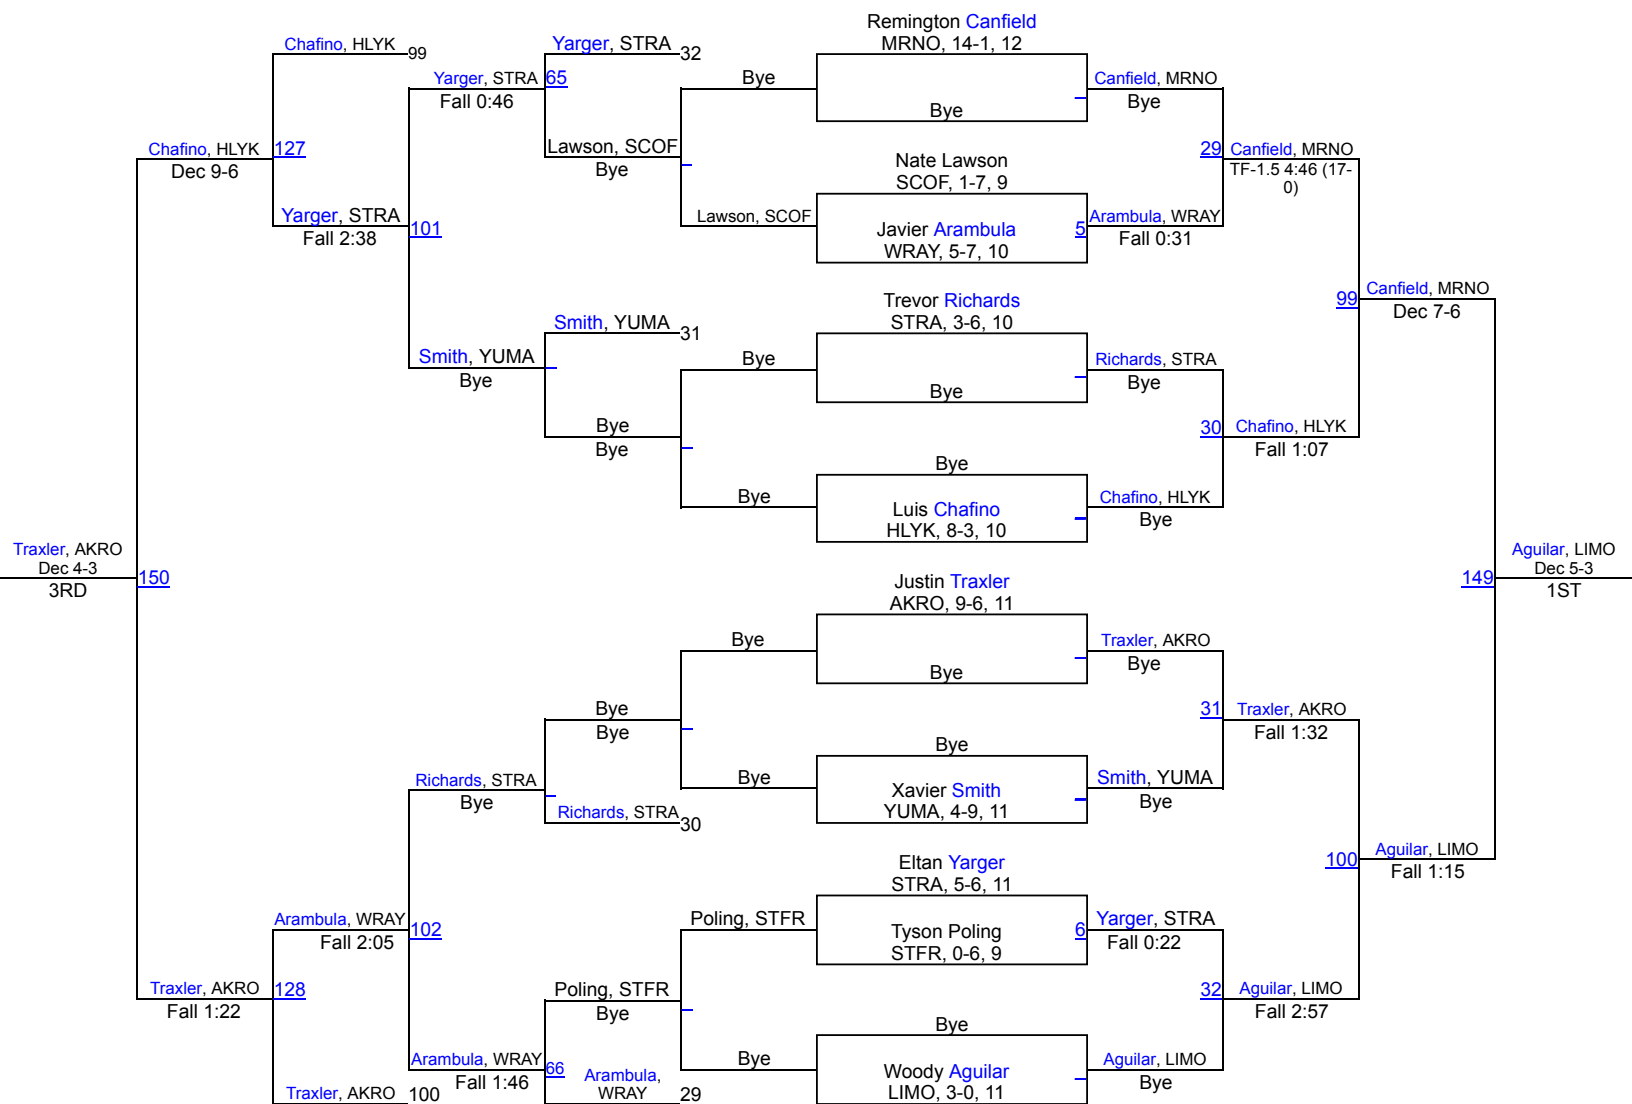 Remington Canfield
MRNO, 14-1, 12
Chafino, HLYK 99
Yarger, STRA 32
Yarger, STRA 65
Fall 0:46
Bye
Bye
Canfield, MRNO
Bye
Chafino, HLYK 127
Dec 9-6
Lawson, SCOF
Bye
Nate Lawson
SCOF, 1-7, 9
29 Canfield, MRNO
TF-1.5 4:46 (17-
0)
Yarger, STRA 101
Fall 2:38
Lawson, SCOF
Javier Arambula
WRAY, 5-7, 10
5 Arambula, WRAY
Fall 0:31
Trevor Richards
STRA, 3-6, 10
99 Canfield, MRNO
Dec 7-6
Smith, YUMA 31
Smith, YUMA
Bye
Bye
Bye
Richards, STRA
Bye
Bye
Bye
30 Chafino, HLYK
Fall 1:07
Bye
Bye
Luis Chafino
HLYK, 8-3, 10
Chafino, HLYK
Bye
Traxler, AKRO
Dec 4-3
3RD
150
Justin Traxler
AKRO, 9-6, 11
149
Aguilar, LIMO
Dec 5-3
1ST
Bye
Bye
Traxler, AKRO
Bye
Bye
Bye
31 Traxler, AKRO
Fall 1:32
Bye
Richards, STRA
Bye
Richards, STRA 30
Bye
Xavier Smith
YUMA, 4-9, 11
Smith, YUMA
Bye
Eltan Yarger
STRA, 5-6, 11
100 Aguilar, LIMO
Fall 1:15
Arambula, WRAY 102
Fall 2:05
Poling, STFR
Tyson Poling
STFR, 0-6, 9
6 Yarger, STRA
Fall 0:22
Traxler, AKRO 128
Fall 1:22
Poling, STFR
Bye
32 Aguilar, LIMO
Fall 2:57
Bye
Arambula, WRAY 66
Fall 1:46
Arambula,
WRAY 29
Bye
Woody Aguilar
LIMO, 3-0, 11
Aguilar, LIMO
Bye
Traxler, AKRO 100